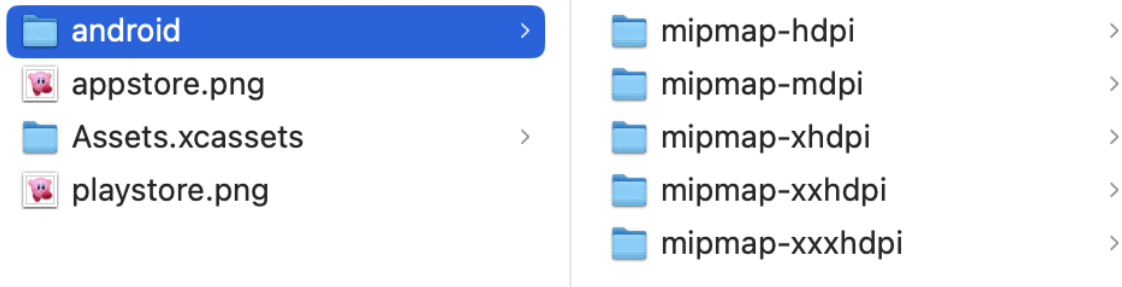 android
appstore.png
Assets.xcassets
playstore.png
mipmap-hdpi
mipmap-mdpi
mipmap-xhdpi
mipmap-xxhdpi
mipmap-xxxhdpi